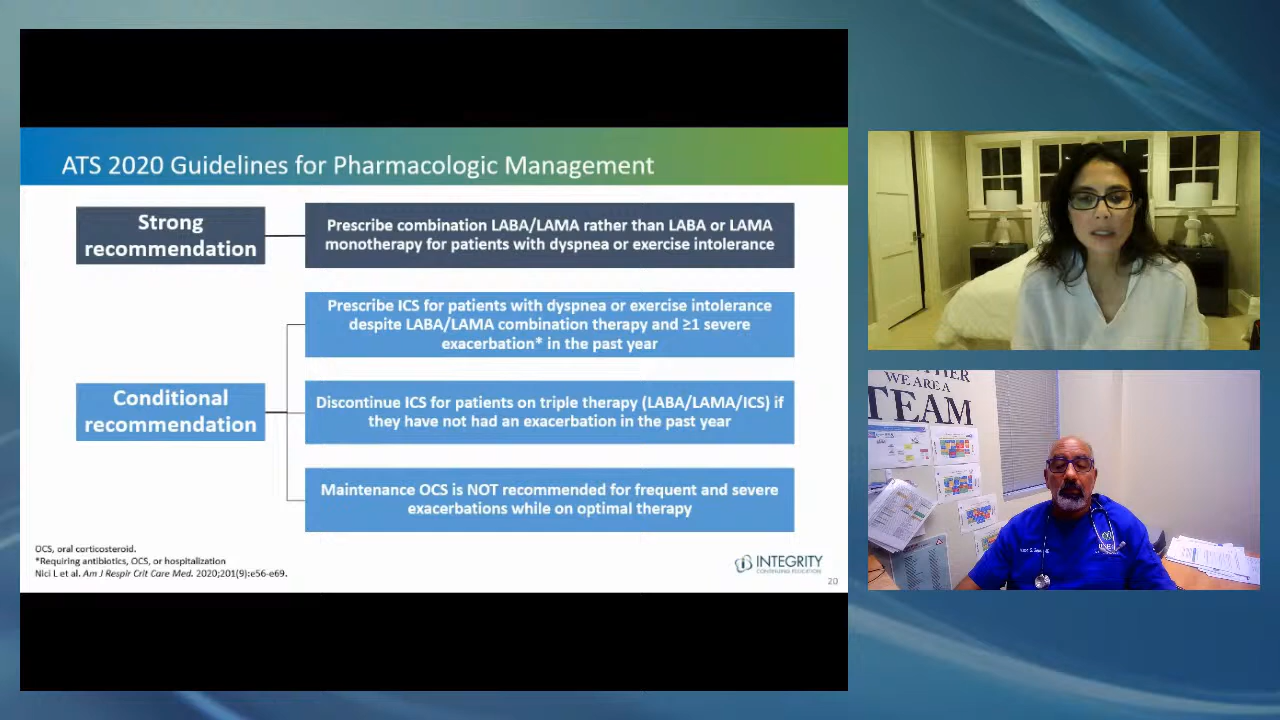 ATS 2020 Guidelines for Pharmacologic Management
Strong
recommendation
Prescribe combination LABA/LAMA rather than LABA or LAMA
monotherapy for patients with dyspnea or exercise intolerance
Prescribe ICS for patients with dyspnea or exercise intolerance
despite LABA/LAMA combination therapy and ≥1 severe
exacerbation* in the past year
Conditional
recommendation
Discontinue ICS for patients on triple therapy (LABA/LAMA/ICS) if
they have not had an exacerbation in the past year
Maintenance OCS is NOT recommended for frequent and severe
exacerbations while on optimal therapy
OCS, oral corticosteroid.
*Requiring antibiotics, OCS, or hospitalization
Nici L et al. Am J Respir Crit Care Med. 2020;201(9):e56-e69.
INTEGRITY
CONTINUING EDUCATION
20
WE ARE A
TEAM